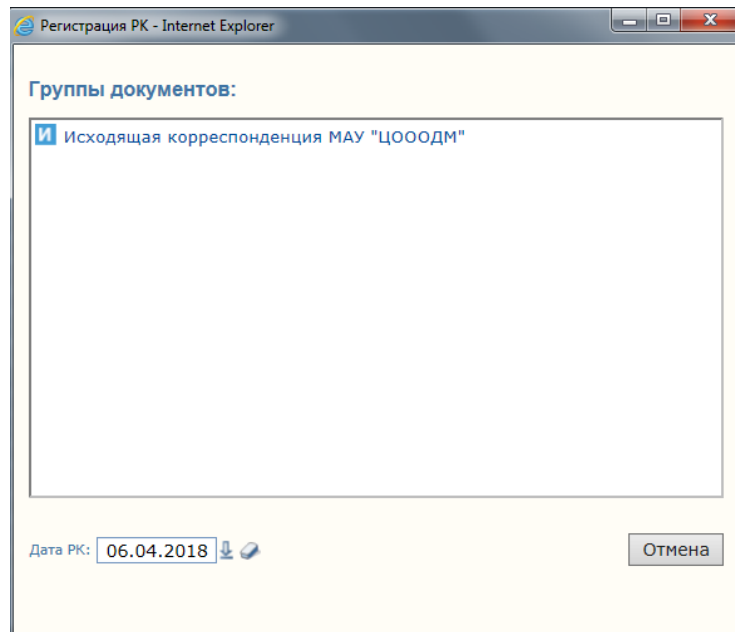 Регистрация РК - Internet Explorer
Группы документов:
И Исходящая корреспонденция МАУ "ЦОООДМ"
Дата РК: 06.04.2018 Отмена